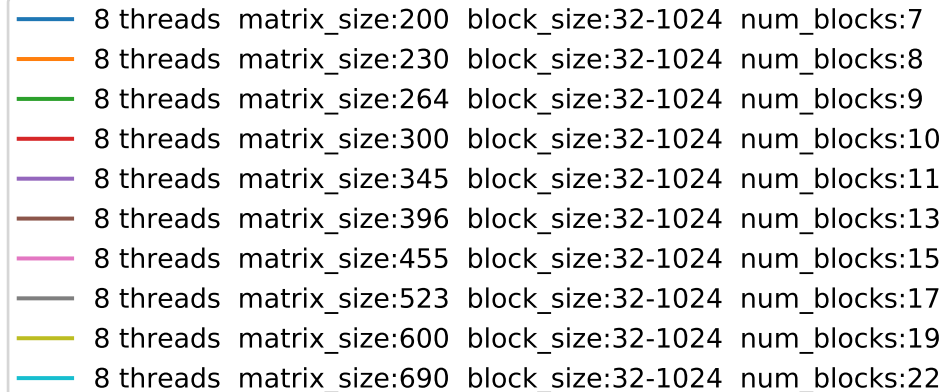 8 threads matrix_size:200 block_size:32-1024 num_blocks:7
8 threads matrix_size:230 block_size:32-1024 num_blocks:8
8 threads matrix_size:264 block_size:32-1024 num_blocks:9
8 threads matrix_size:300 block_size:32-1024 num_blocks:10
8 threads matrix_size:345 block_size:32-1024 num_blocks:11
8 threads matrix_size:396 block_size:32-1024 num_blocks:13
8 threads matrix_size:455 block_size:32-1024 num_blocks:15
8 threads matrix_size:523 block_size:32-1024 num_blocks:17
8 threads matrix_size:600 block_size:32-1024 num_blocks:19
8 threads matrix_size:690 block_size:32-1024 num_blocks:22